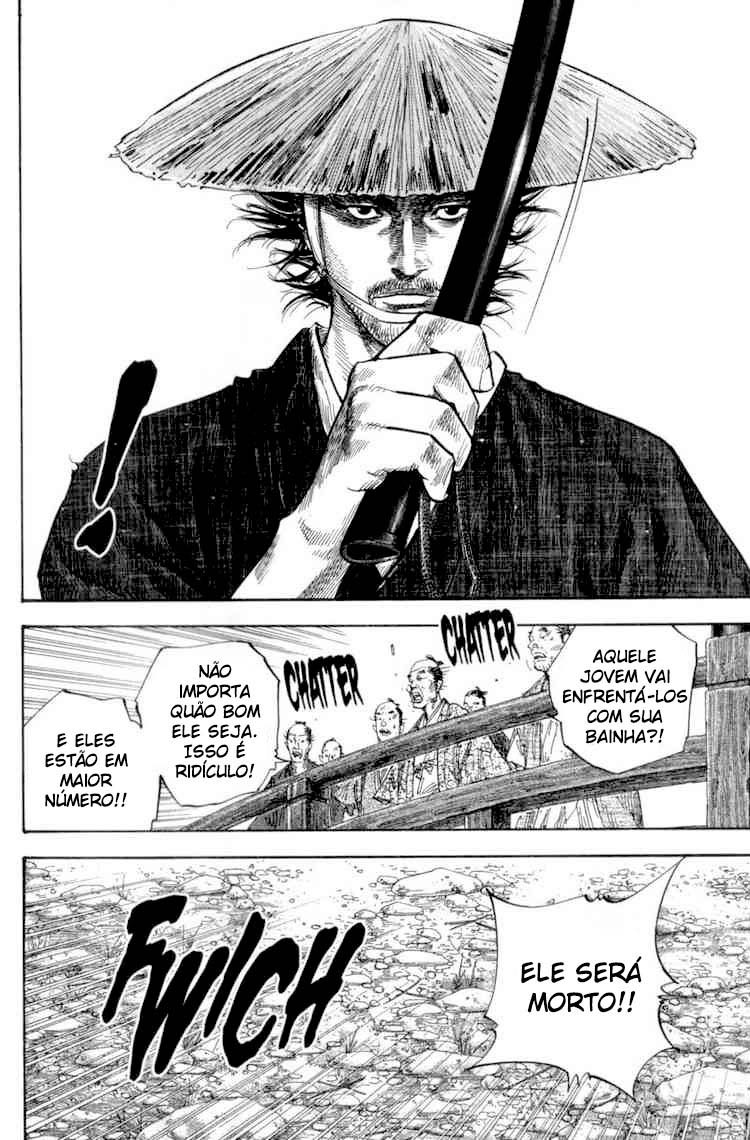 !
AQUELE
JOVEM VAI
ENFRENTÁ-LOS
COM SUA
BAINHA?!
CHATTER
CHATTER
NÃO
IMPORTA
QUÃO BOM
ELE SEJA.
ISSO É
RIDÍCULO!
E ELES
ESTÃO EM
MAIOR
NÚMERO!!
ELE SERÁ
MORTO!!
FWICH